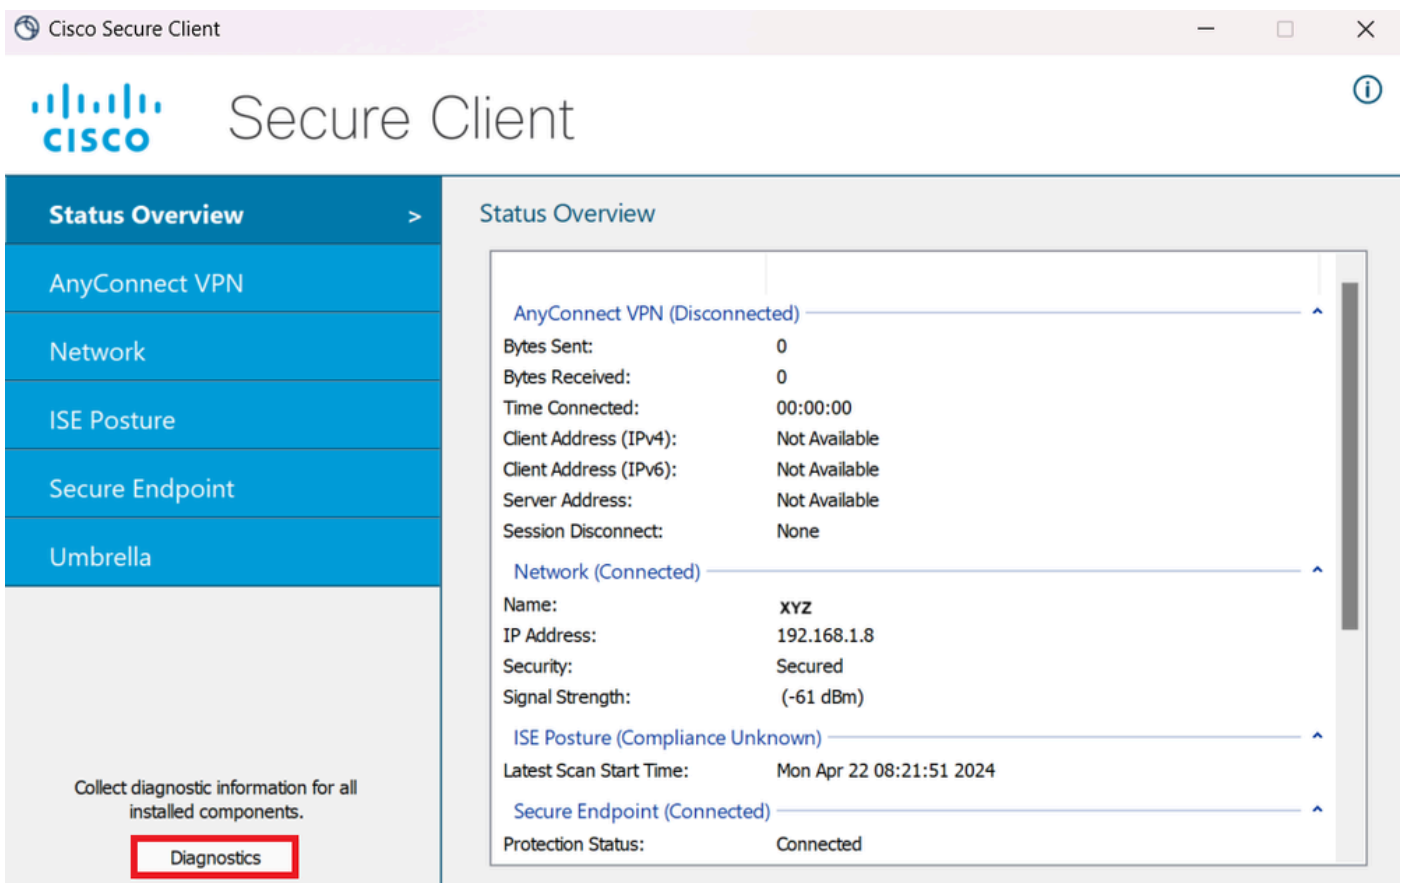 Cisco Secure Client
CISCO
Secure Client
Status Overview >
AnyConnect VPN
Network
ISE Posture
Secure Endpoint
Umbrella
Collect diagnostic information for all
installed components.
Diagnostics
Status Overview
AnyConnect VPN (Disconnected)
Bytes Sent: 0
Bytes Received: 0
Time Connected: 00:00:00
Client Address (IPv4): Not Available
Client Address (IPv6): Not Available
Server Address: Not Available
Session Disconnect: None
Network (Connected)
Name: XYZ
IP Address: 192.168.1.8
Security: Secured
Signal Strength: (-61 dBm)
ISE Posture (Compliance Unknown)
Latest Scan Start Time: Mon Apr 22 08:21:51 2024
Secure Endpoint (Connected)
Protection Status: Connected